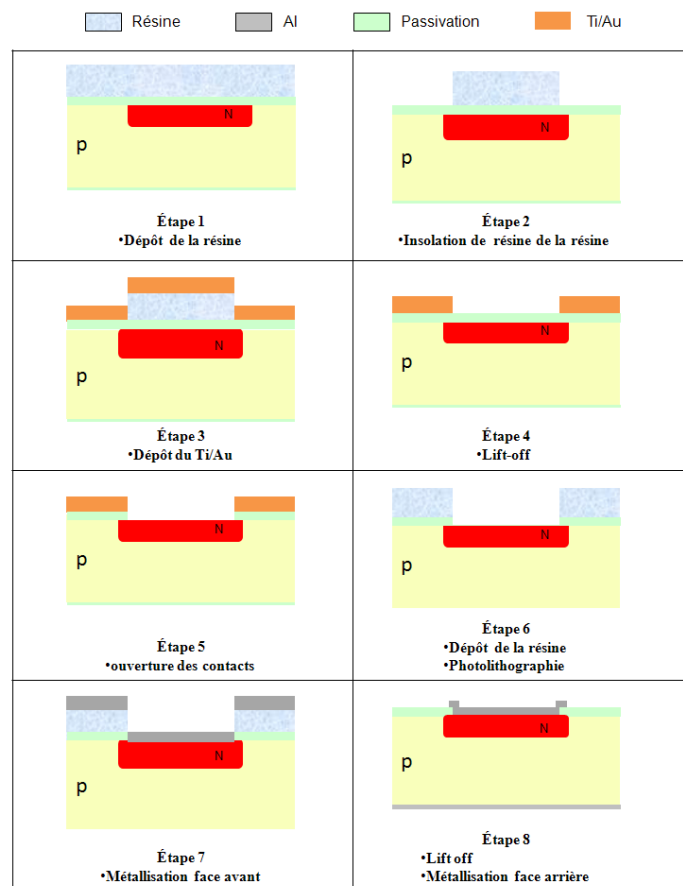 Résine Al Passivation Ti/Au
N
p
Étape 1
•Dépôt de la résine
N
p
Étape 2
•Insolation de résine de la résine
N
p
Étape 3
•Dépôt du Ti/Au
N
p
Étape 4
•Lift-off
N
p
Étape 5
•ouverture des contacts
N
p
Étape 6
•Dépôt de la résine
•Photolithographie
N
p
Étape 7
•Métallisation face avant
N
p
Étape 8
•Lift off
•Métallisation face arrière